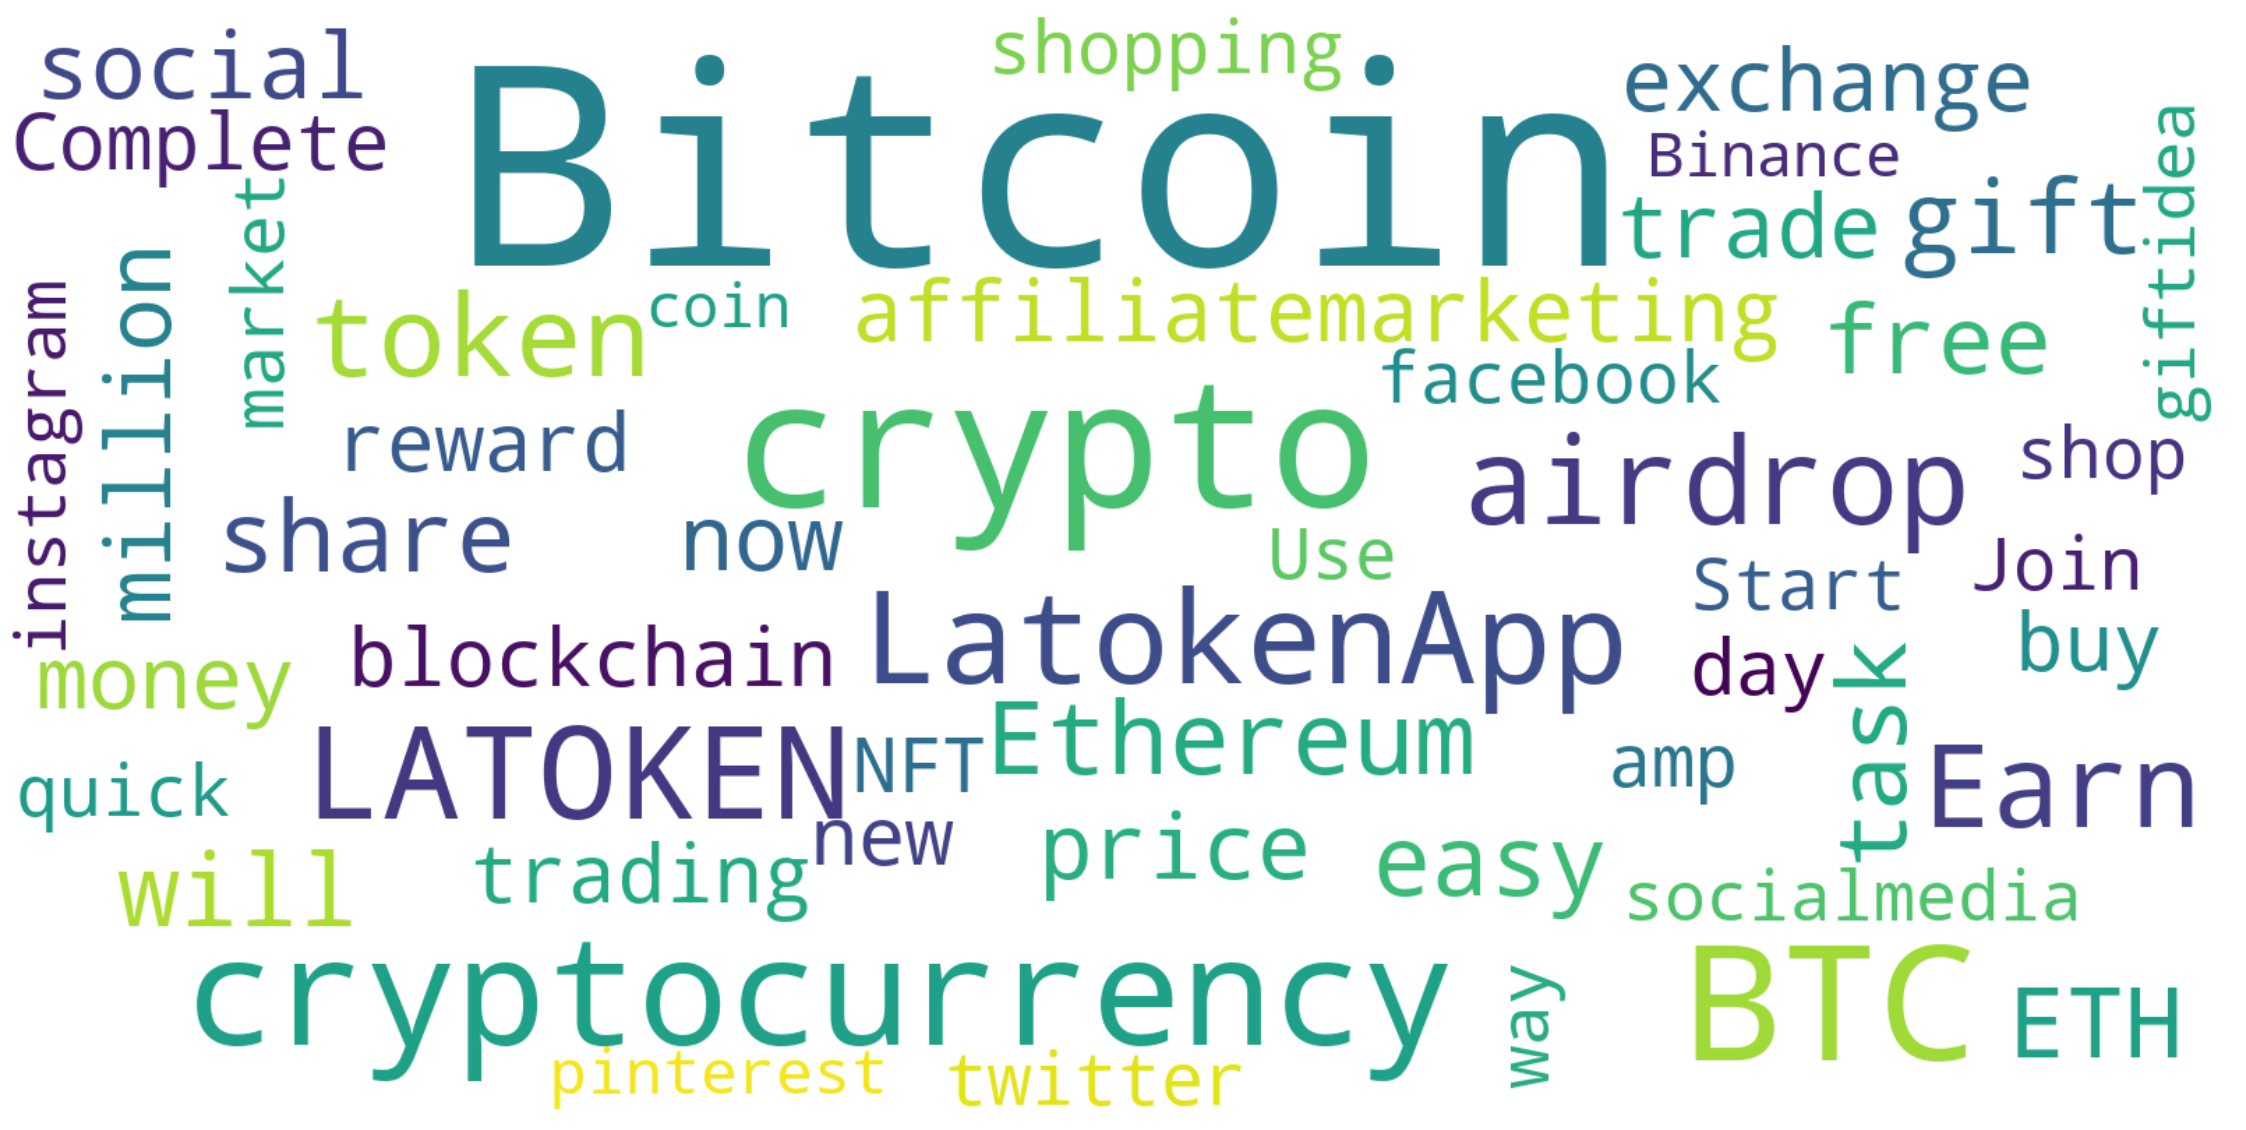 social
shopping
Bitcoin
exchange
Complete
Binance
giftidea
market
trade
gift
million
instagram
token
coin
affiliatemarketing
free
facebook
reward
crypto
airdrop
shop
share
now
Use
Start
Join
blockchain
LatokenApp
day
buy
money
task
LATOKEN
NFT
Ethereum
amp
Earn
quick
new
price
easy
will
trading
socialmedia
cryptocurrency
way
BTC
ETH
pinterest
twitter